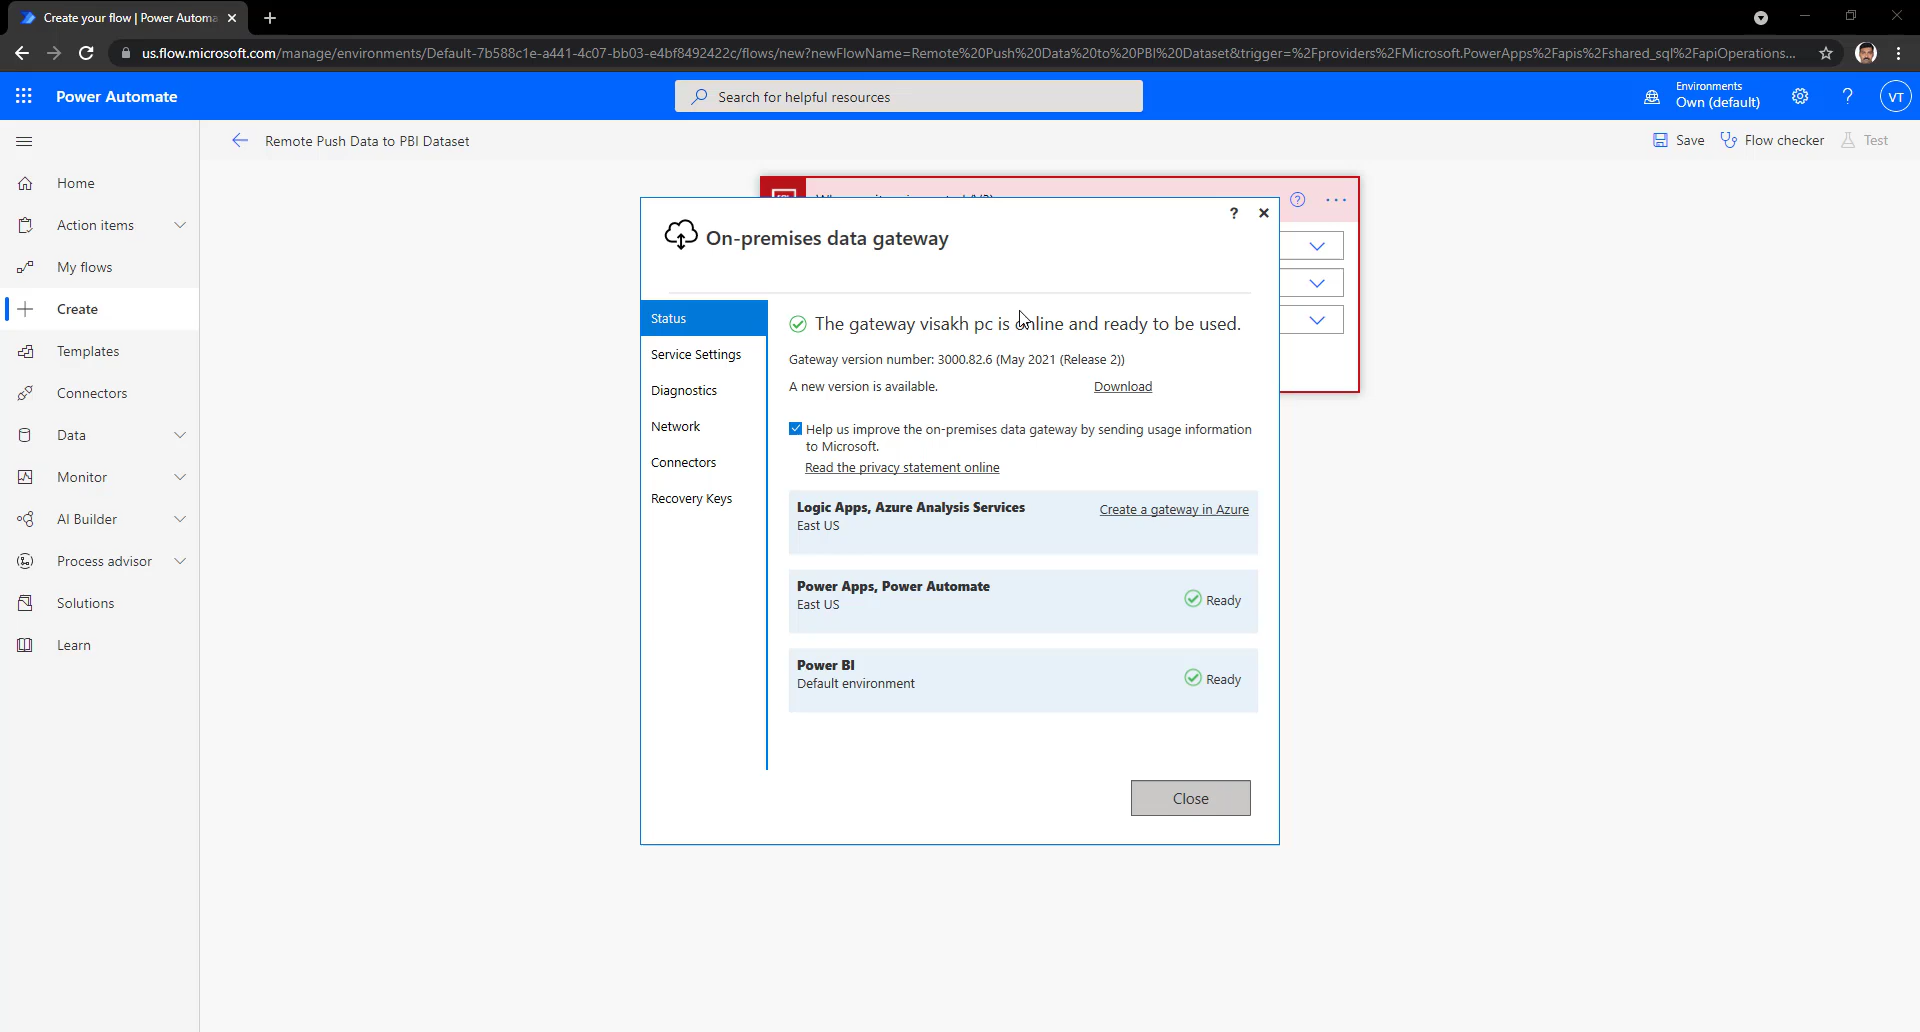 Create your flow | Power Automa
us.flow.microsoft.com/manage/environments/Default-7b588c1e-a441-4c07-bb03-e4bf8492422c/flows/new?newFlowName=Remote%20Push%20Data%20to%20PBI%20Dataset&trigger=%2Fproviders%2FMicrosoft.PowerApps%2Fapis%2Fshared_sql%2FapiOperations...
Power Automate
Search for helpful resources
Environments
Own (default)
VT
Remote Push Data to PBI Dataset
Save
Flow checker
Test
Home
Action items
My flows
Create
Templates
Connectors
Data
Monitor
AI Builder
Process advisor
Solutions
Learn
On-premises data gateway
Status
Service Settings
Diagnostics
Network
Connectors
Recovery Keys
The gateway visakh pc is online and ready to be used.
Gateway version number: 3000.82.6 (May 2021 (Release 2))
A new version is available. Download
Help us improve the on-premises data gateway by sending usage information
to Microsoft.
Read the privacy statement online
Logic Apps, Azure Analysis Services
East US
Create a gateway in Azure
Power Apps, Power Automate
East US
Ready
Power BI
Default environment
Ready
Close